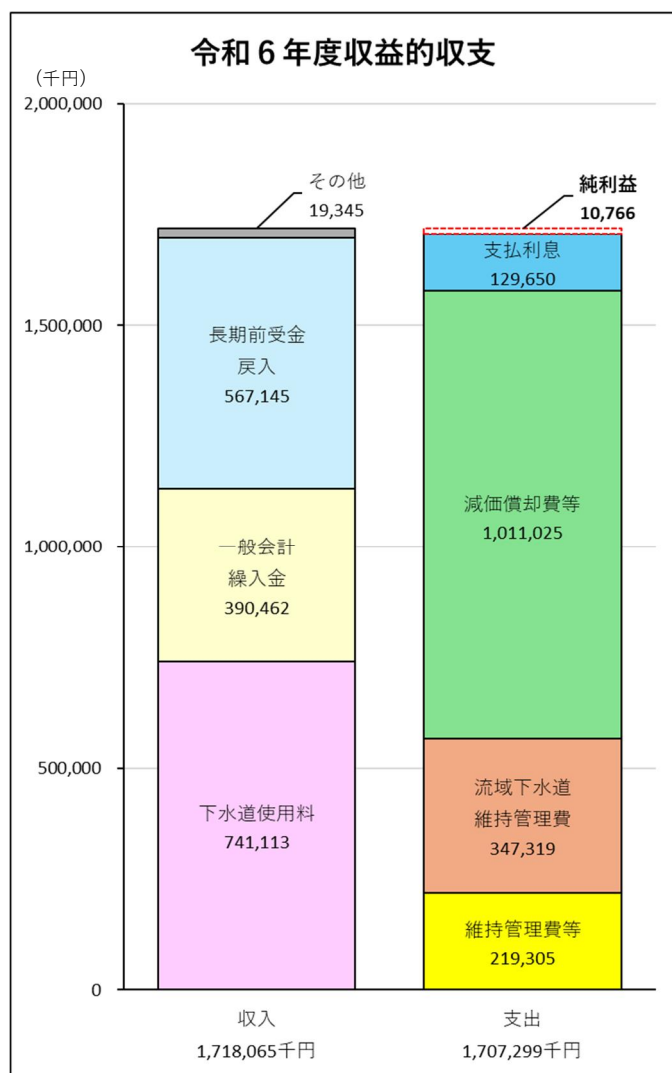 令和６年度収益的収支
（千円）
2,000,000
1,500,000
1,000,000
500,000
0
その他
19,345
長期前受金
戻入
567,145
一般会計
繰入金
390,462
下水道使用料
741,113
純利益
10,766
支払利息
129,650
減価償却費等
1,011,025
流域下水道
維持管理費
347,319
維持管理費等
219,305
収入
1,718,065千円
支出
1,707,299千円